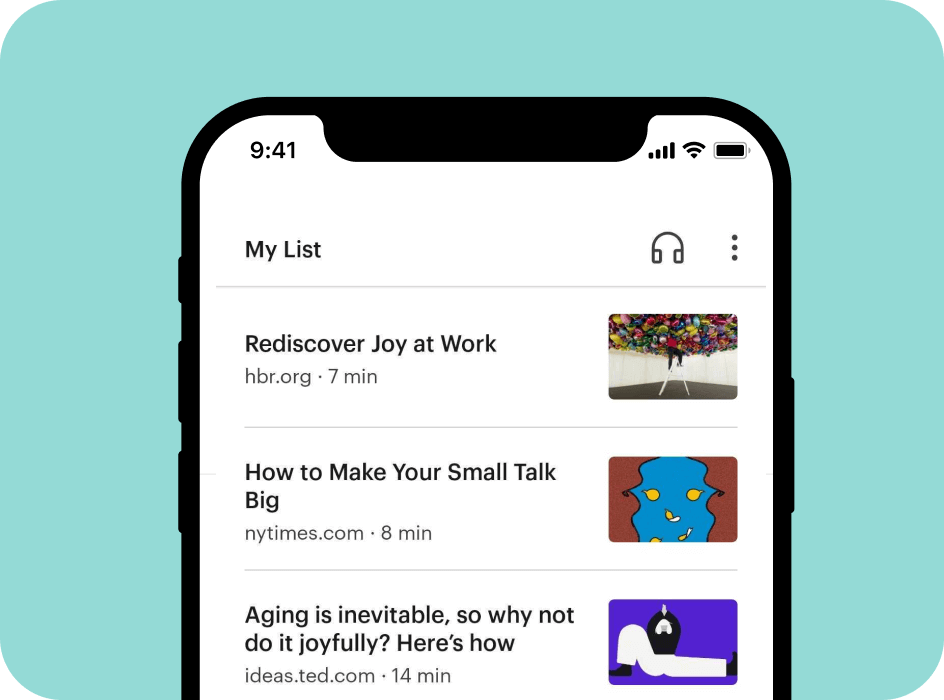 9:41
My List
Rediscover Joy at Work
hbr.org · 7 min
How to Make Your Small Talk
Big
nytimes.com · 8 min
Aging is inevitable, so why not
do it joyfully? Here’s how
ideas.ted.com · 14 min